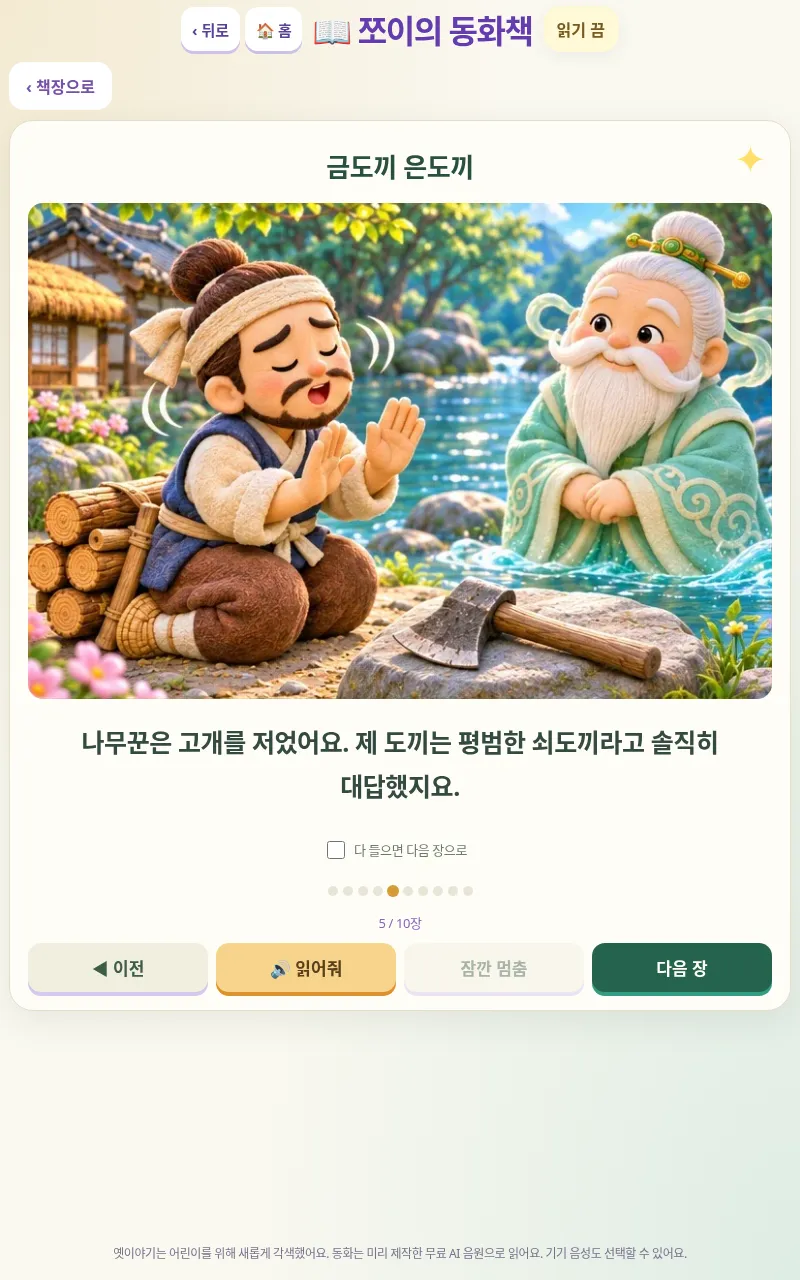 ‹ 뒤로
🏠 홈
📖 쪼이의 동화책
읽기 끝
‹ 책장으로
금도끼 은도끼
나무꾼은 고개를 저었어요. 제 도끼는 평범한 쇠도끼라고 솔직히
대답했지요.
다 들으면 다음 장으로
5 / 10장
◀ 이전
🔊 읽어줘
잠깐 멈춤
다음 장
옛이야기는 어린이를 위해 새롭게 각색했어요. 동화는 미리 제작한 무료 AI 음원으로 읽어요. 기기 음성도 선택할 수 있어요.